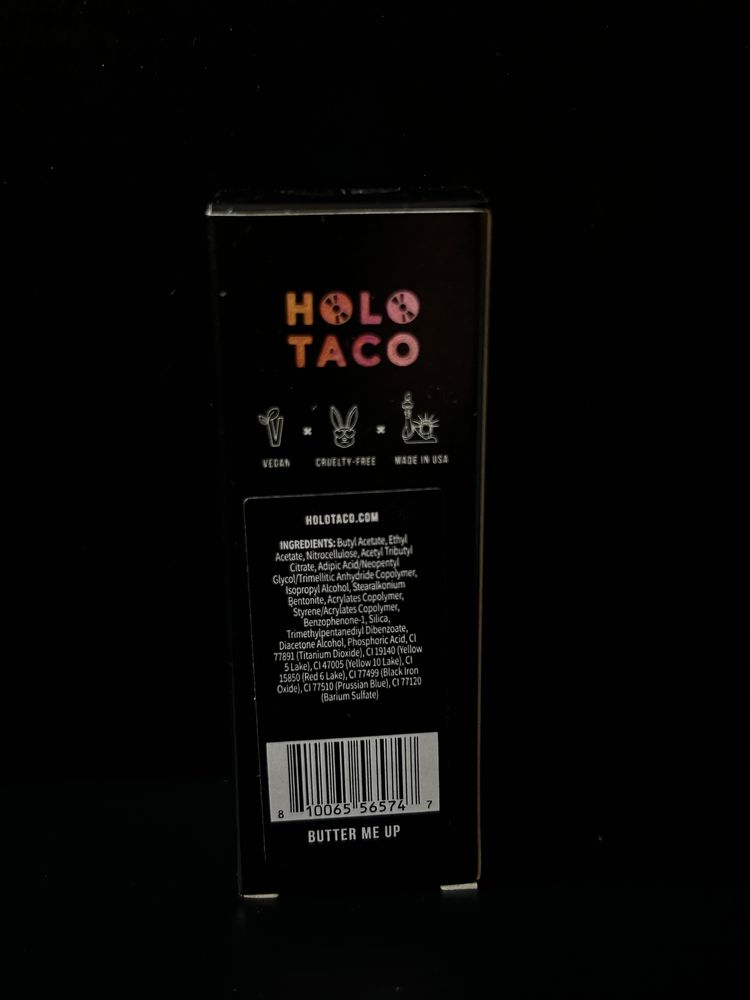 HOLO
TACO
VEGAN × CRUELTY-FREE × MADE IN USA
HOLOTACO.COM
INGREDIENTS: Butyl Acetate, Ethyl
Acetate, Nitrocellulose, Acetyl Tributyl
Citrate, Adipic Acid/Neopentyl
Glycol/Trimellitic Anhydride Copolymer,
Isopropyl Alcohol, Stearalkonium
Bentonite, Acrylates Copolymer,
Styrene/Acrylates Copolymer,
Benzophenone-1, Silica,
Trimethylpentanediyl Dibenzoate,
Diacetone Alcohol, Phosphoric Acid, CI
77891 (Titanium Dioxide), CI 19140 (Yellow
5 Lake), CI 47005 (Yellow 10 Lake), CI
15850 (Red 6 Lake), CI 77499 (Black Iron
Oxide), CI 77510 (Prussian Blue), CI 77120
(Barium Sulfate)
8 10065 56574 7
BUTTER ME UP